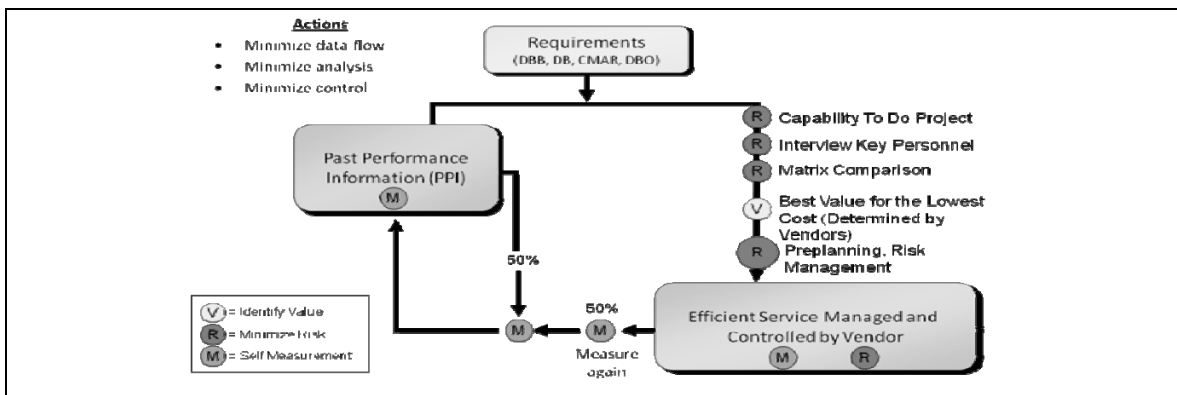 Actions
• Minimize data flow
• Minimize analysis
• Minimize control
Requirements
(DBB, DB, CMAR, DBO)
Past Performance
Information (PPI)
M
R Capability To Do Project
R Interview Key Personnel
R Matrix Comparison
V Best Value for the Lowest
Cost (Determined by
Vendors)
R Preplanning, Risk
Management
50%
M
50%
M
Measure
again
Efficient Service Managed and
Controlled by Vendor
M R
V = Identify Value
R = Minimize Risk
M = Self Measurement